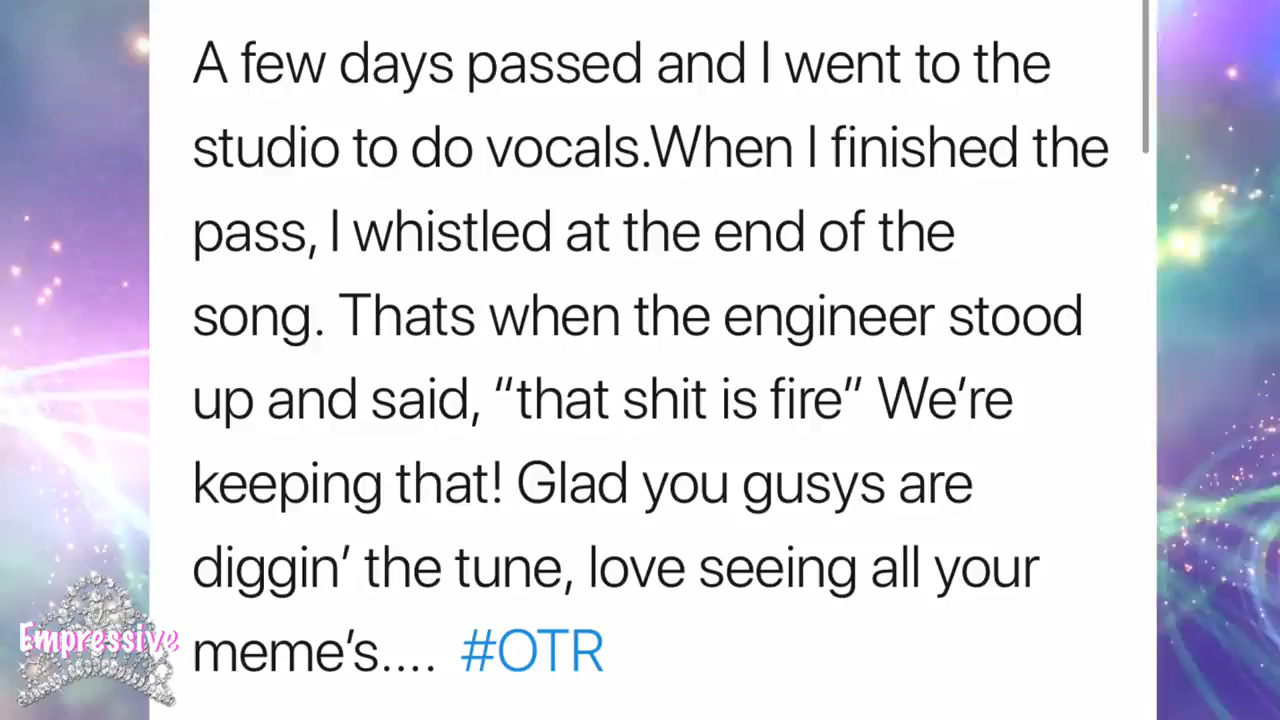 A few days passed and I went to the
studio to do vocals.When I finished the
pass, I whistled at the end of the
song. Thats when the engineer stood
up and said, “that shit is fire” We’re
keeping that! Glad you gusys are
diggin’ the tune, love seeing all your
meme’s.... #OTR
Empressive